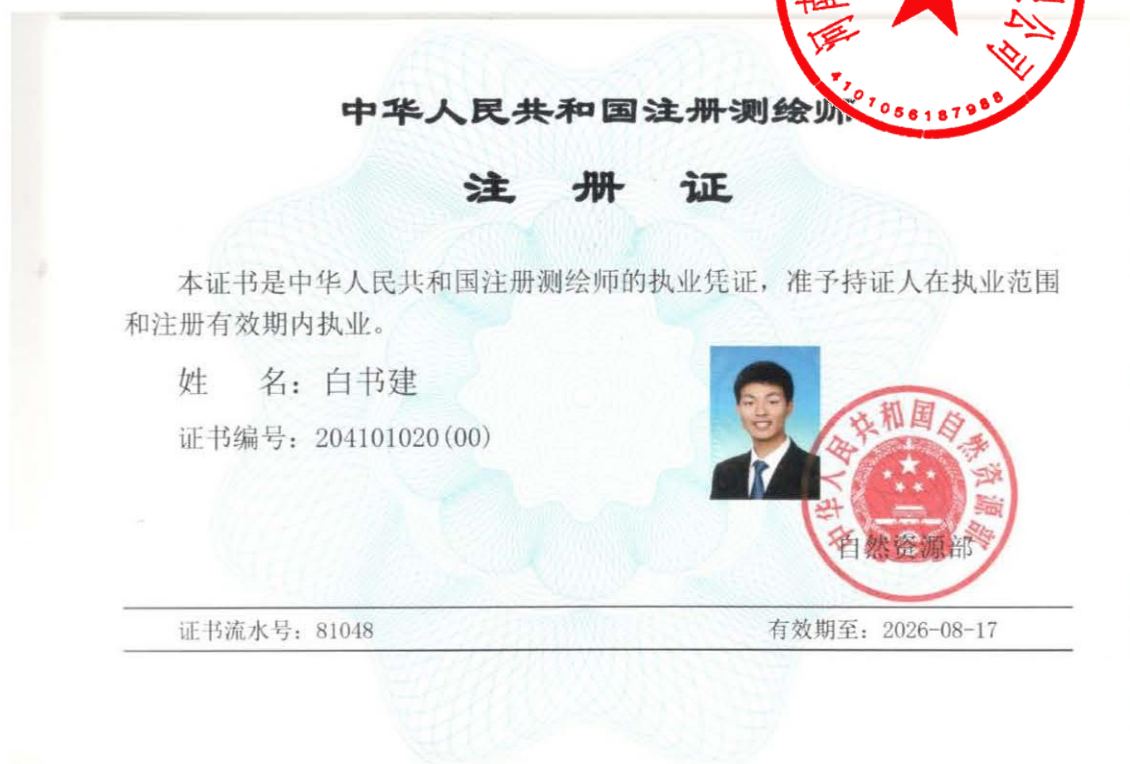 中华人民共和国注册测绘师
注 册 证
本证书是中华人民共和国注册测绘师的执业凭证，准予持证人在执业范围
和注册有效期内执业。
姓 名：白书建
证书编号：204101020(00)
中华人民共和国自然资源部
自然资源部
证书流水号：81048
有效期至：2026-08-17
公司
4101056187988